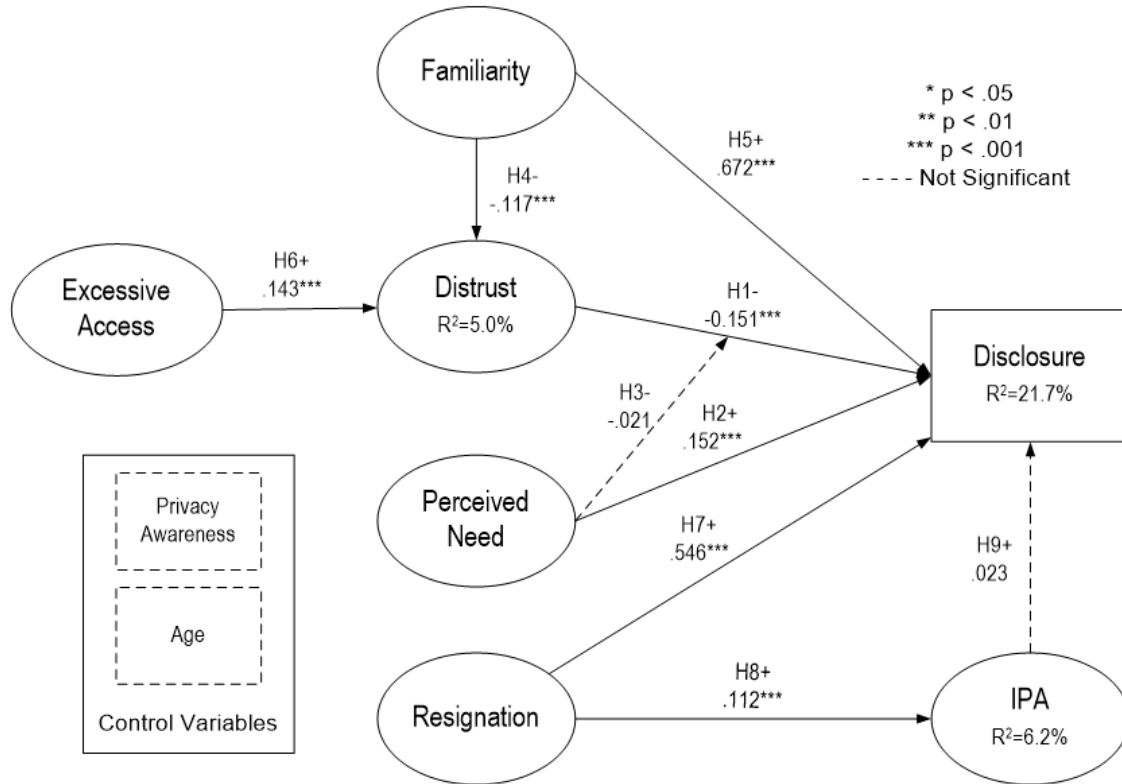 Familiarity
* p < .05
** p < .01
*** p < .001
- - - - Not Significant
H5+
.672***
H4-
-.117***
H6+
.143***
Excessive
Access
Distrust
R²=5.0%
H1-
-0.151***
Disclosure
R²=21.7%
H3-
-.021
H2+
.152***
Perceived
Need
Privacy
Awareness
Age
Control Variables
H7+
.546***
H9+
.023
Resignation
H8+
.112***
IPA
R²=6.2%